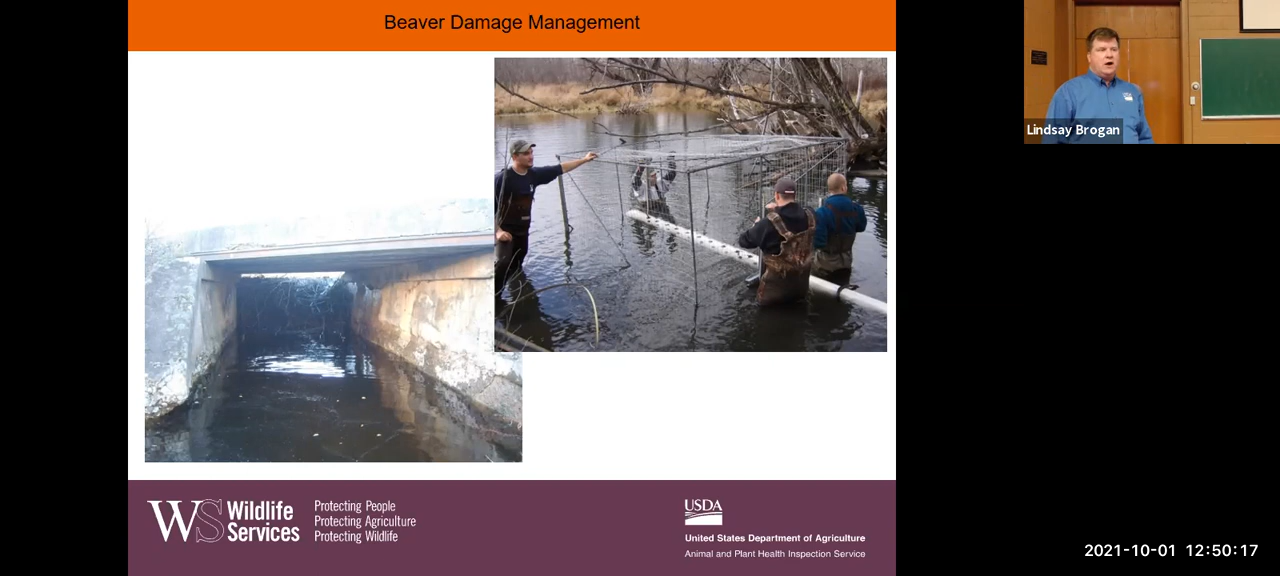 Beaver Damage Management
Lindsay Brogan
WS Wildlife Services
Protecting People
Protecting Agriculture
Protecting Wildlife
USDA
United States Department of Agriculture
Animal and Plant Health Inspection Service
2021-10-01 12:50:17